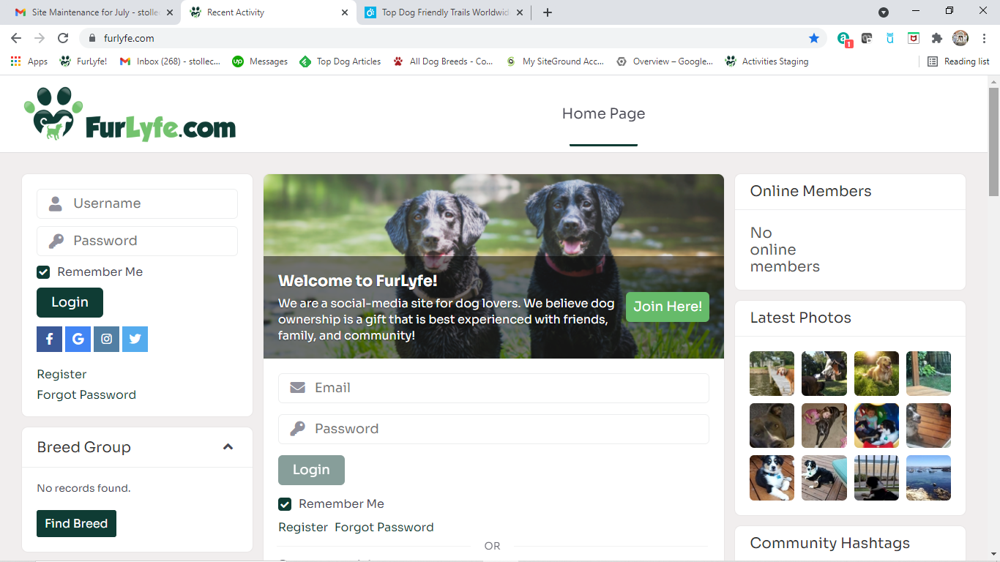 Site Maintenance for July - stolle
Recent Activity
Top Dog Friendly Trails Worldwid
furlyfe.com
1
Apps
FurLyfe!
Inbox (268) - stollec...
up
Messages
Top Dog Articles
All Dog Breeds - Co...
My SiteGround Acc...
Overview – Google...
Activities Staging
Reading list
FurLyfe.com
Home Page
Username
Password
Remember Me
Login
Register
Forgot Password
Breed Group
No records found.
Find Breed
Welcome to FurLyfe!
We are a social-media site for dog lovers. We believe dog
ownership is a gift that is best experienced with friends,
family, and community!
Join Here!
Email
Password
Login
Remember Me
Register Forgot Password
OR
Online Members
No
online
members
Latest Photos
Community Hashtags